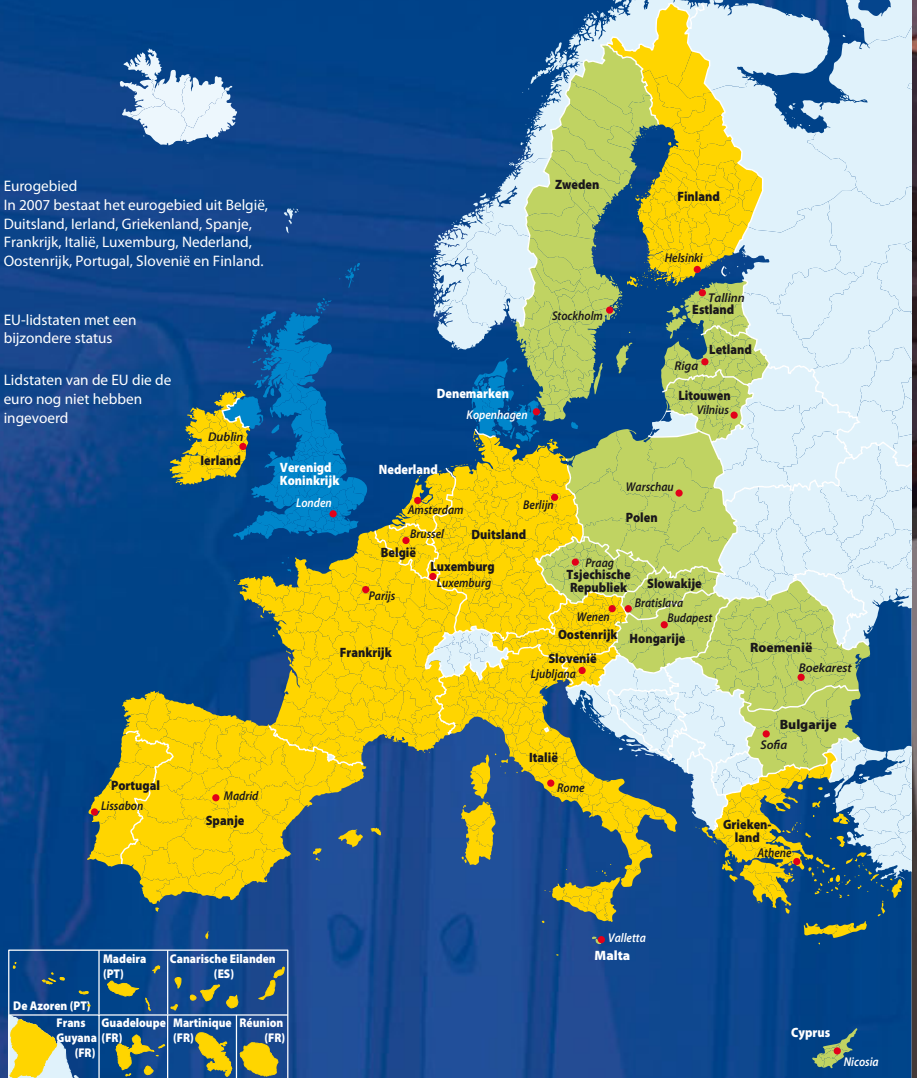 Eurogebied
In 2007 bestaat het eurogebied uit België,
Duitsland, Ierland, Griekenland, Spanje,
Frankrijk, Italië, Luxemburg, Nederland,
Oostenrijk, Portugal, Slovenië en Finland.
EU-lidstaten met een
bijzondere status
Lidstaten van de EU die de
euro nog niet hebben
ingevoerd
Zweden
Finland
Helsinki
Tallinn
Estland
Stockholm
Letland
Riga
Litouwen
Vilnius
Denemarken
Kopenhagen
Dublin
Ierland
Verenigd
Koninkrijk
Londen
Nederland
Amsterdam
Berlijn
Warschau
Polen
Brussel
België
Duitsland
Luxemburg
Luxemburg
Praag
Tsjechische
Republiek
Slowakije
Parijs
Bratislava
Wenen
Budapest
Oostenrijk
Hongarije
Frankrijk
Slovenië
Ljubljana
Roemenië
Boekarest
Bulgarije
Sofia
Italië
Rome
Portugal
Lissabon
Madrid
Spanje
Grieken-
land
Athene
Valletta
Malta
De Azoren (PT)
Madeira
(PT)
Canarische Eilanden
(ES)
Frans
Guyana
(FR)
Guadeloupe
(FR)
Martinique
(FR)
Réunion
(FR)
Cyprus
Nicosia